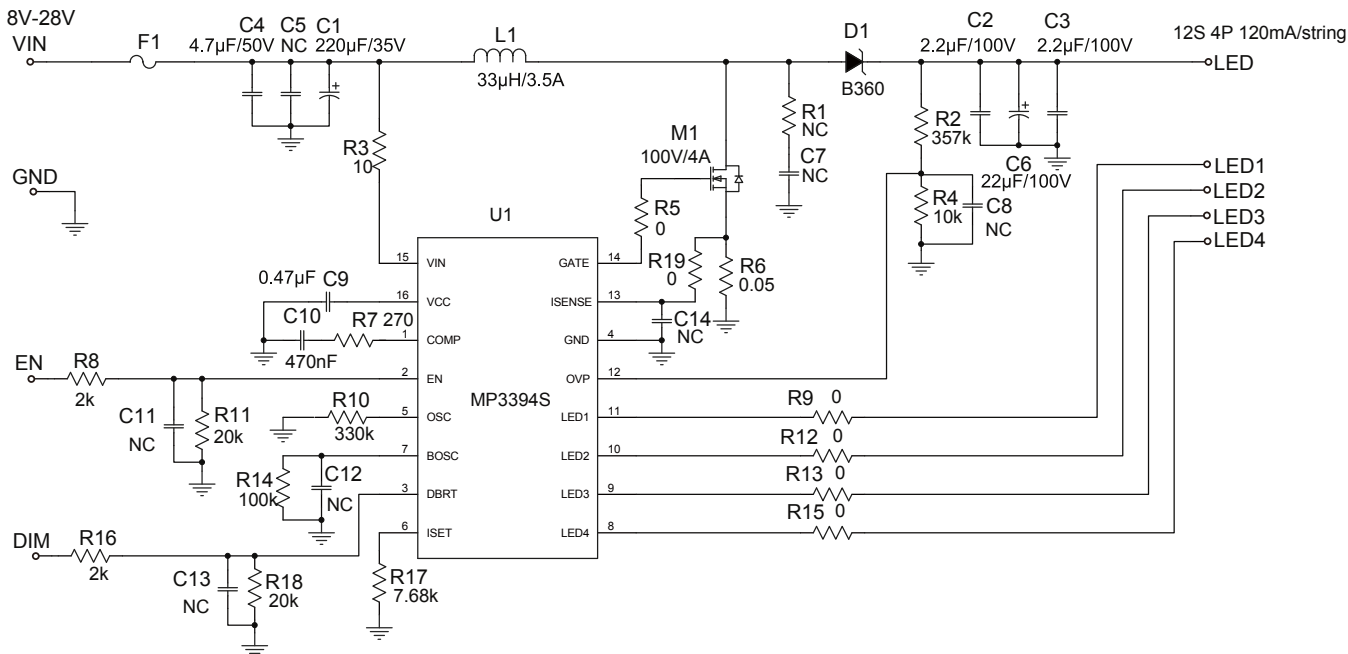 8V-28V
VIN
F1
C4
4.7µF/50V
C5
NC
C1
220µF/35V
L1
33µH/3.5A
D1
B360
C2
2.2µF/100V
C3
2.2µF/100V
12S 4P 120mA/string
LED
R1
NC
C7
NC
R2
357k
R3
10
M1
100V/4A
C6
22µF/100V
GND
R4
10k
C8
NC
LED1
LED2
LED3
LED4
U1
R5
0
R19
0
R6
0.05
15 VIN
GATE 14
0.47µF C9
16 VCC
ISENSE 13
C14
NC
C10
470nF
R7 270
1 COMP
GND 4
EN
R8
2k
2 EN
OVP 12
MP3394S
C11
NC
R11
20k
R10
330k
5 OSC
LED1 11
R9 0
7 BOSC
LED2 10
R12 0
R14
100k
C12
NC
3 DBRT
LED3 9
R13 0
6 ISET
LED4 8
R15 0
DIM
R16
2k
C13
NC
R18
20k
R17
7.68k